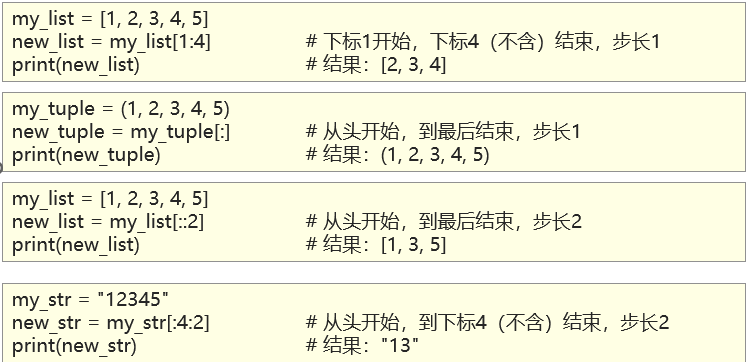 my_list = [1, 2, 3, 4, 5]
new_list = my_list[1:4] # 下标1开始，下标4（不含）结束，步长1
print(new_list) # 结果：[2, 3, 4]
my_tuple = (1, 2, 3, 4, 5)
new_tuple = my_tuple[:] # 从头开始，到最后结束，步长1
print(new_tuple) # 结果：(1, 2, 3, 4, 5)
my_list = [1, 2, 3, 4, 5]
new_list = my_list[::2] # 从头开始，到最后结束，步长2
print(new_list) # 结果：[1, 3, 5]
my_str = "12345"
new_str = my_str[:4:2] # 从头开始，到下标4（不含）结束，步长2
print(new_str) # 结果："13"